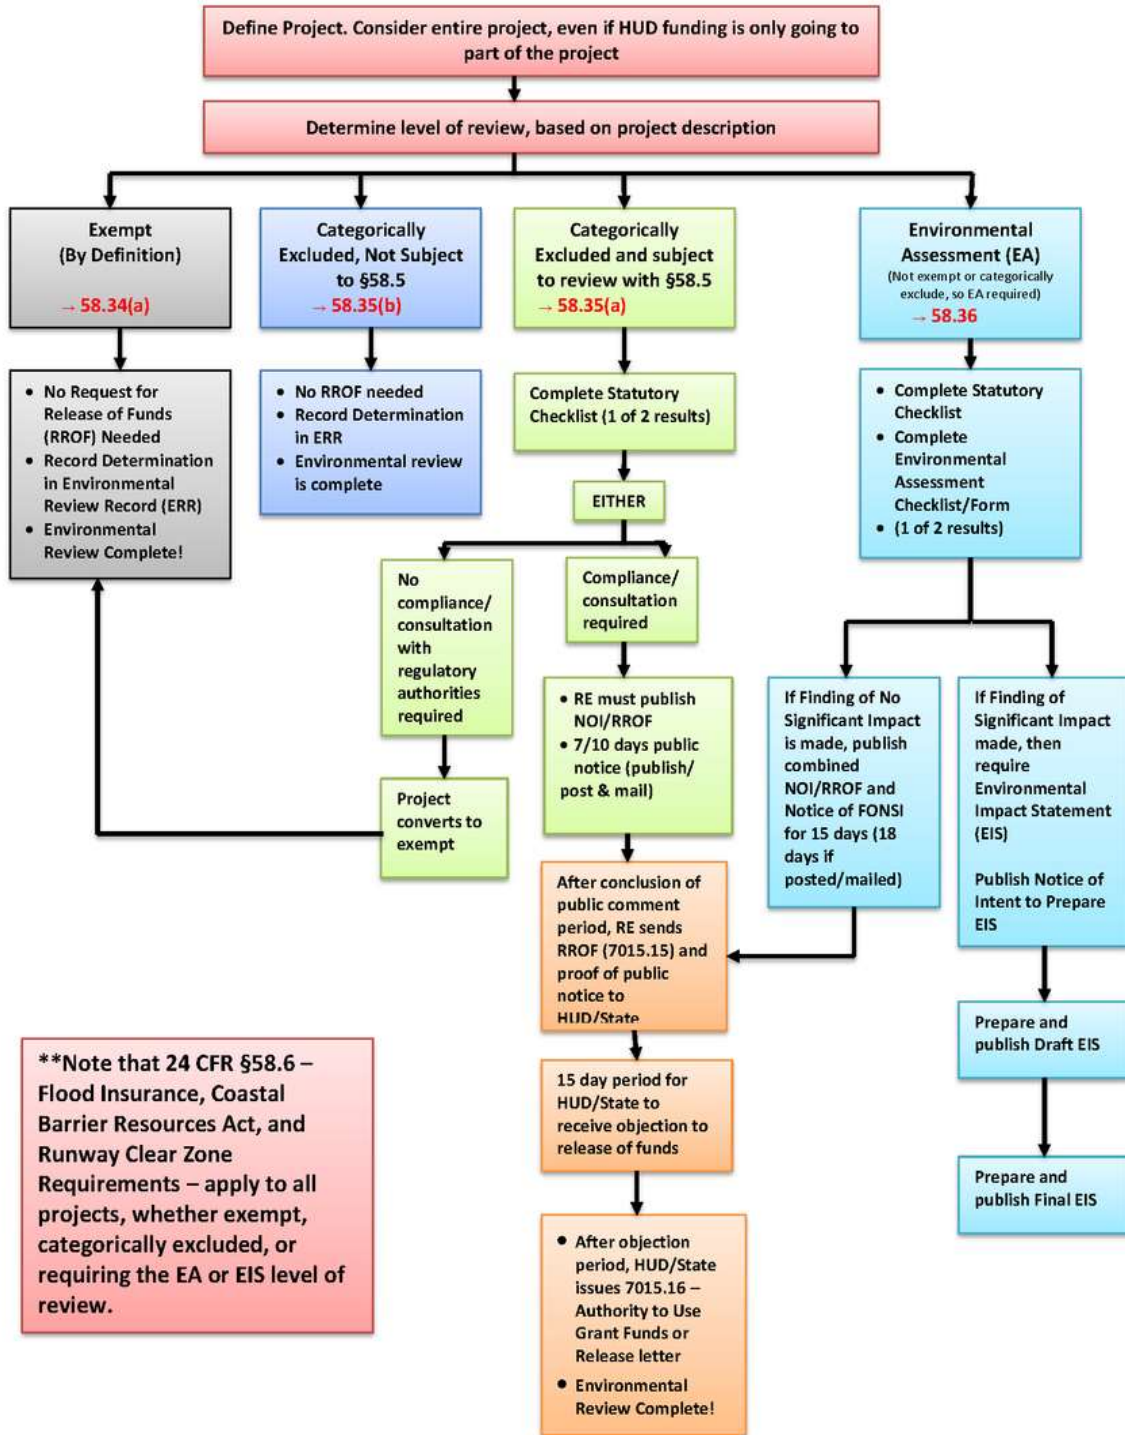 Define Project. Consider entire project, even if HUD funding is only going to
part of the project
Determine level of review, based on project description
Exempt
(By Definition)
→ 58.34(a)
Categorically
Excluded, Not Subject
to §58.5
→ 58.35(b)
Categorically
Excluded and subject
to review with §58.5
→ 58.35(a)
Environmental
Assessment (EA)
(Not exempt or categorically
exclude, so EA required)
→ 58.36
• No Request for
Release of Funds
(RROF) Needed
• Record Determination
in Environmental
Review Record (ERR)
• Environmental
Review Complete!
• No RROF needed
• Record Determination
in ERR
• Environmental review
is complete
Complete Statutory
Checklist (1 of 2 results)
• Complete Statutory
Checklist
• Complete
Environmental
Assessment
Checklist/Form
• (1 of 2 results)
EITHER
No
compliance/
consultation
with
regulatory
authorities
required
Compliance/
consultation
required
Project
converts to
exempt
• RE must publish
NOI/RROF
• 7/10 days public
notice (publish/
post & mail)
If Finding of No
Significant Impact
is made, publish
combined
NOI/RROF and
Notice of FONSI
for 15 days (18
days if
posted/mailed)
If Finding of
Significant Impact
made, then
require
Environmental
Impact Statement
(EIS)
Publish Notice of
Intent to Prepare
EIS
After conclusion of
public comment
period, RE sends
RROF (7015.15) and
proof of public
notice to
HUD/State
Prepare and
publish Draft EIS
15 day period for
HUD/State to
receive objection to
release of funds
Prepare and
publish Final EIS
• After objection
period, HUD/State
issues 7015.16 –
Authority to Use
Grant Funds or
Release letter
• Environmental
Review Complete!
**Note that 24 CFR §58.6 –
Flood Insurance, Coastal
Barrier Resources Act, and
Runway Clear Zone
Requirements – apply to all
projects, whether exempt,
categorically excluded, or
requiring the EA or EIS level of
review.